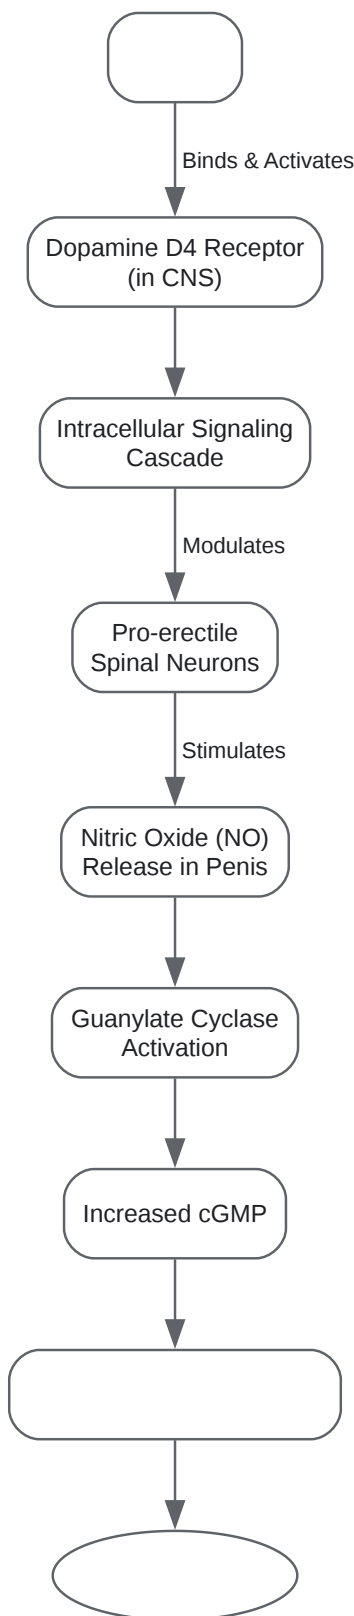 Binds & Activates
Dopamine D4 Receptor
(in CNS)
Intracellular Signaling
Cascade
Modulates
Pro-erectile
Spinal Neurons
Stimulates
Nitric Oxide (NO)
Release in Penis
Guanylate Cyclase
Activation
Increased cGMP